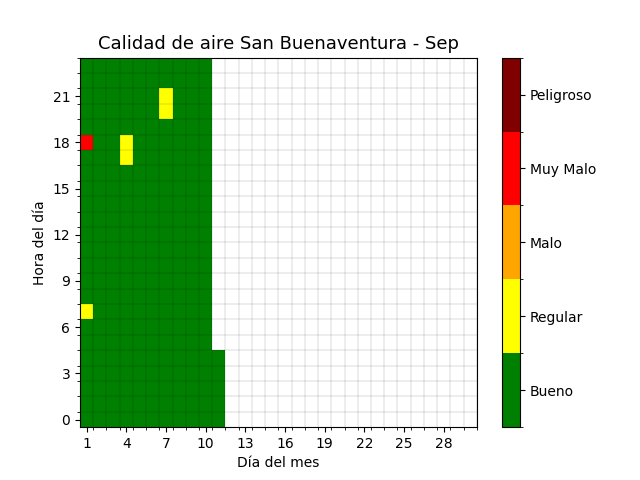 Calidad de aire San Buenaventura - Sep
Hora del día
21
18
15
12
9
6
3
0
1 4 7 10 13 16 19 22 25 28
Día del mes
Peligroso
Muy Malo
Malo
Regular
Bueno